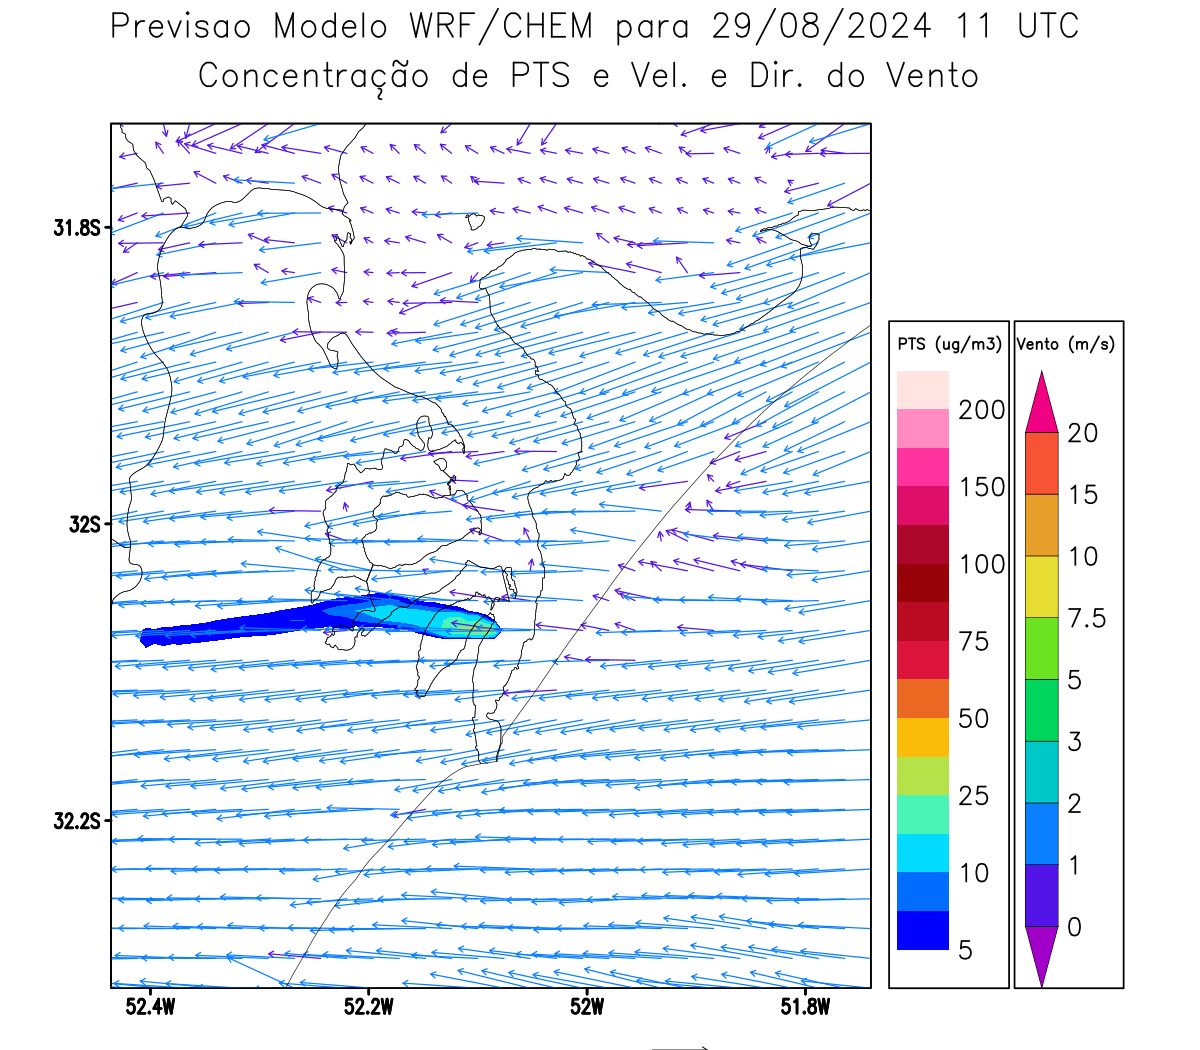 Previsao Modelo WRF/CHEM para 29/08/2024 11 UTC
Concentração de PTS e Vel. e Dir. do Vento
31.8S
32S
32.2S
52.4W 52.2W 52W 51.8W
PTS (ug/m3)
200
150
100
75
50
25
10
5
Vento (m/s)
20
15
10
7.5
5
3
2
1
0